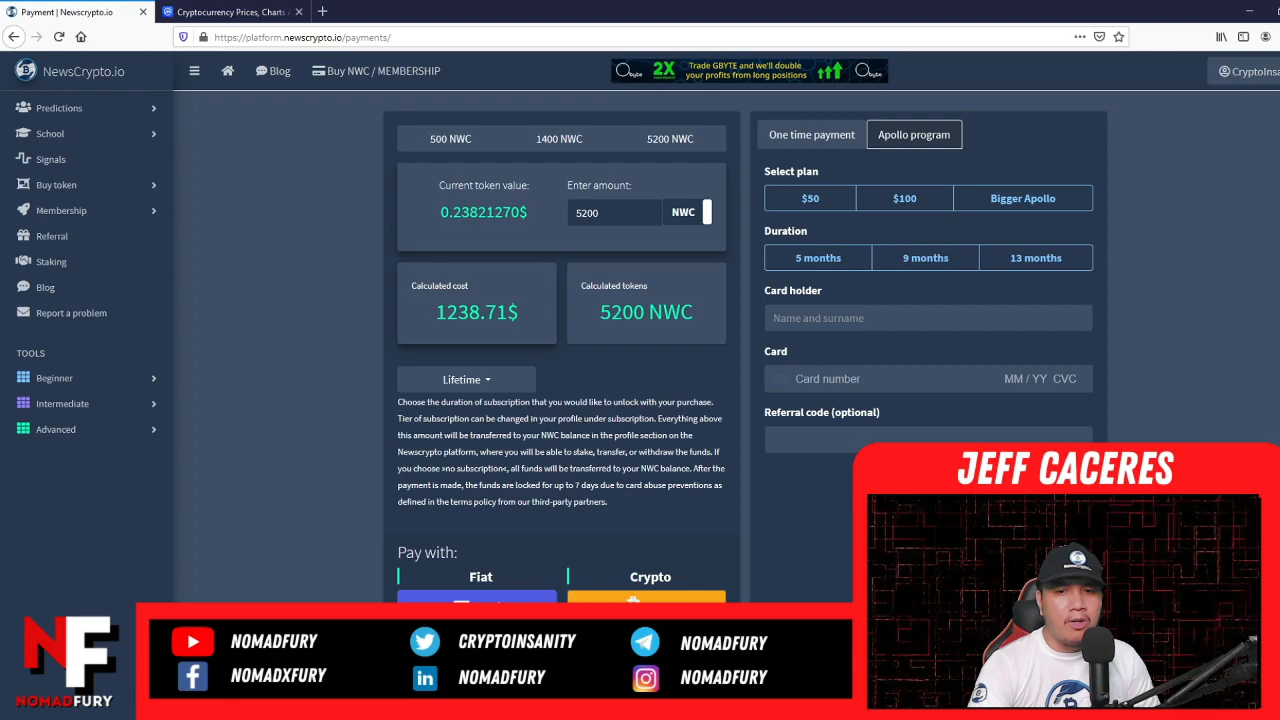 Payment | Newscrypto.io
Cryptocurrency Prices, Charts
https://platform.newscrypto.io/payments/
NewsCrypto.io
Blog
Buy NWC / MEMBERSHIP
byte
2X
Trade GBYTE and we'll double
your profits from long positions
byte
CryptoInsa
Predictions
School
Signals
Buy token
Membership
Referral
Staking
Blog
Report a problem
TOOLS
Beginner
Intermediate
Advanced
500 NWC 1400 NWC 5200 NWC
Current token value:
0.23821270$
Enter amount:
5200 NWC
Calculated cost
1238.71$
Calculated tokens
5200 NWC
Lifetime
Choose the duration of subscription that you would like to unlock with your purchase.
Tier of subscription can be changed in your profile under subscription. Everything above
this amount will be transferred to your NWC balance in the profile section on the
Newscrypto platform, where you will be able to stake, transfer, or withdraw the funds. If
you choose »no subscription«, all funds will be transferred to your NWC balance. After the
payment is made, the funds are locked for up to 7 days due to card abuse preventions as
defined in the terms policy from our third-party partners.
Pay with:
Fiat
Crypto
One time payment
Apollo program
Select plan
$50 $100 Bigger Apollo
Duration
5 months 9 months 13 months
Card holder
Name and surname
Card
Card number MM / YY CVC
Referral code (optional)
JEFF CACERES
NF
NOMADFURY
NOMADFURY
CRYPTOINSANITY
NOMADFURY
NOMADXFURY
NOMADFURY
NOMADFURY